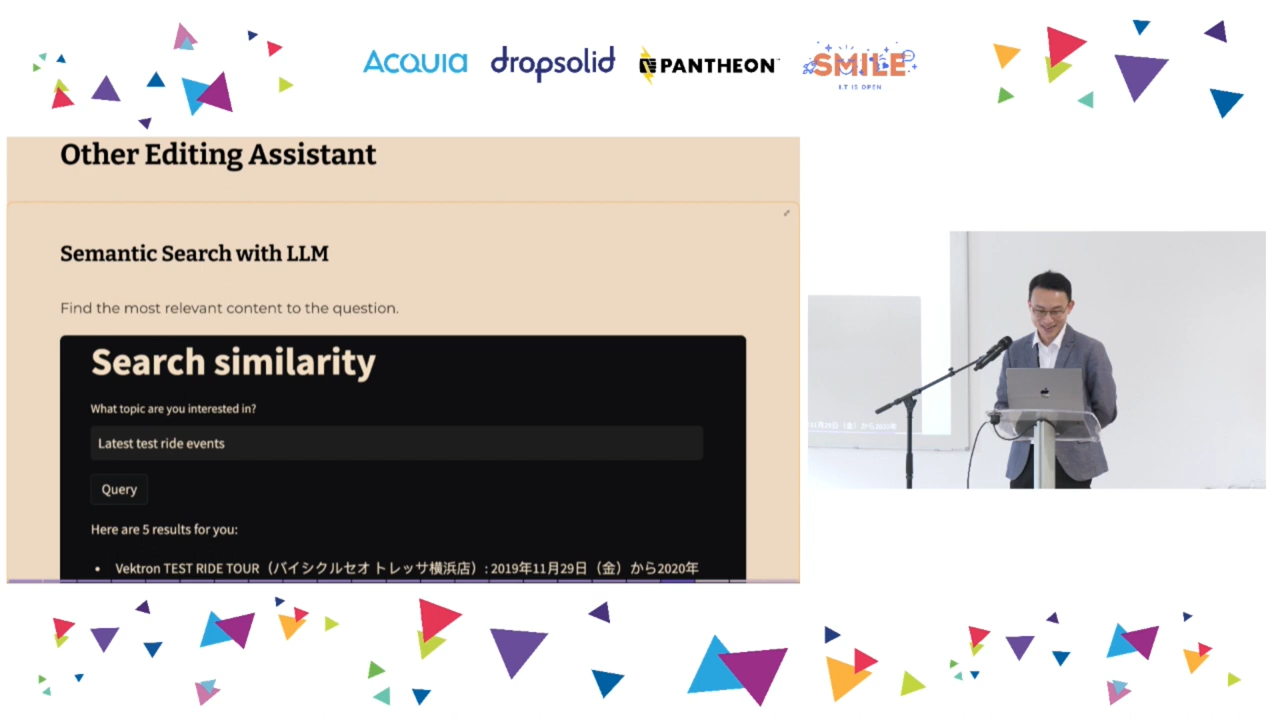 ACQUIA dropsolid PANTHEON SMILE
I.T IS OPEN
Other Editing Assistant
Semantic Search with LLM
Find the most relevant content to the question.
Search similarity
What topic are you interested in?
Latest test ride events
Query
Here are 5 results for you:
• Vektron TEST RIDE TOUR（バイシクルセオ トレッサ横浜店）: 2019年11月29日（金）から2020年